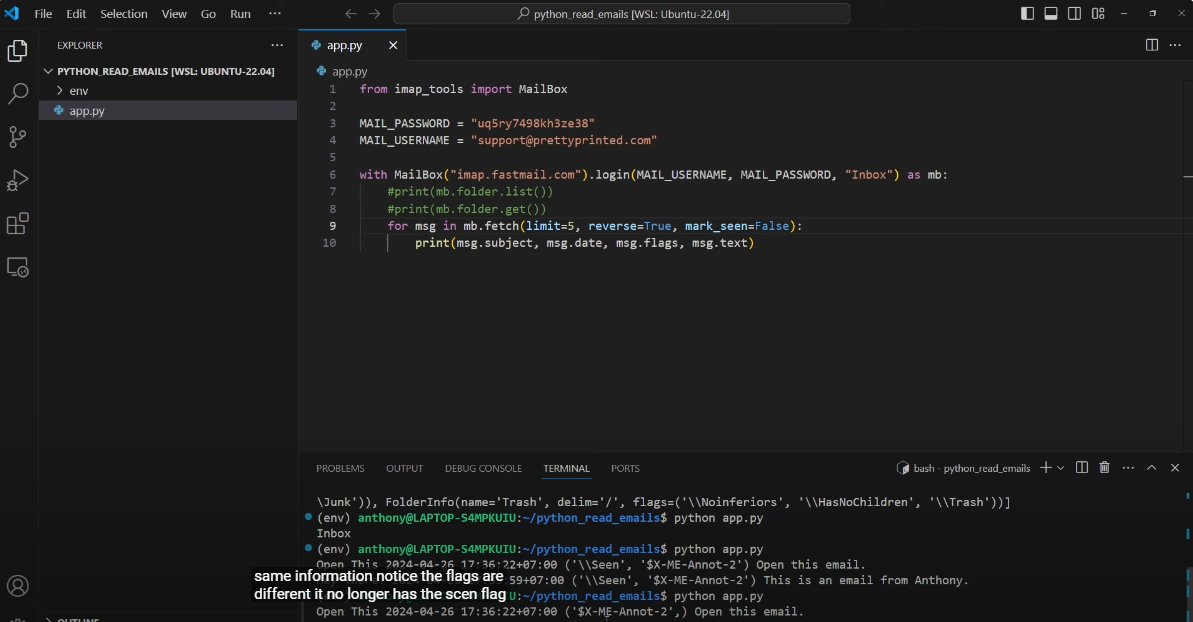 File Edit Selection View Go Run ···
python_read_emails [WSL: Ubuntu-22.04]
EXPLORER
PYTHON_READ_EMAILS [WSL: UBUNTU-22.04]
env
app.py
app.py
app.py
1 from imap_tools import MailBox
2
3 MAIL_PASSWORD = "uq5ry7498kh3ze38"
4 MAIL_USERNAME = "support@prettyprinted.com"
5
6 with MailBox("imap.fastmail.com").login(MAIL_USERNAME, MAIL_PASSWORD, "Inbox") as mb:
7 #print(mb.folder.list())
8 #print(mb.folder.get())
9 for msg in mb.fetch(limit=5, reverse=True, mark_seen=False):
10 print(msg.subject, msg.date, msg.flags, msg.text)
PROBLEMS OUTPUT DEBUG CONSOLE TERMINAL PORTS
bash - python_read_emails
\Junk')), FolderInfo(name='Trash', delim='/', flags=('\\Noinferiors', '\\HasNoChildren', '\\Trash'))]
(env) anthony@LAPTOP-S4MPKUIU:~/python_read_emails$ python app.py
Inbox
(env) anthony@LAPTOP-S4MPKUIU:~/python_read_emails$ python app.py
Open This 2024-04-26 17:36:22+07:00 ('\\Seen', '$X-ME-Annot-2') Open this email.
:59+07:00 ('\\Seen', '$X-ME-Annot-2') This is an email from Anthony.
U:~/python_read_emails$ python app.py
Open This 2024-04-26 17:36:22+07:00 ('$X-ME-Annot-2',) Open this email.
same information notice the flags are
different it no longer has the scen flag
OUTLINE